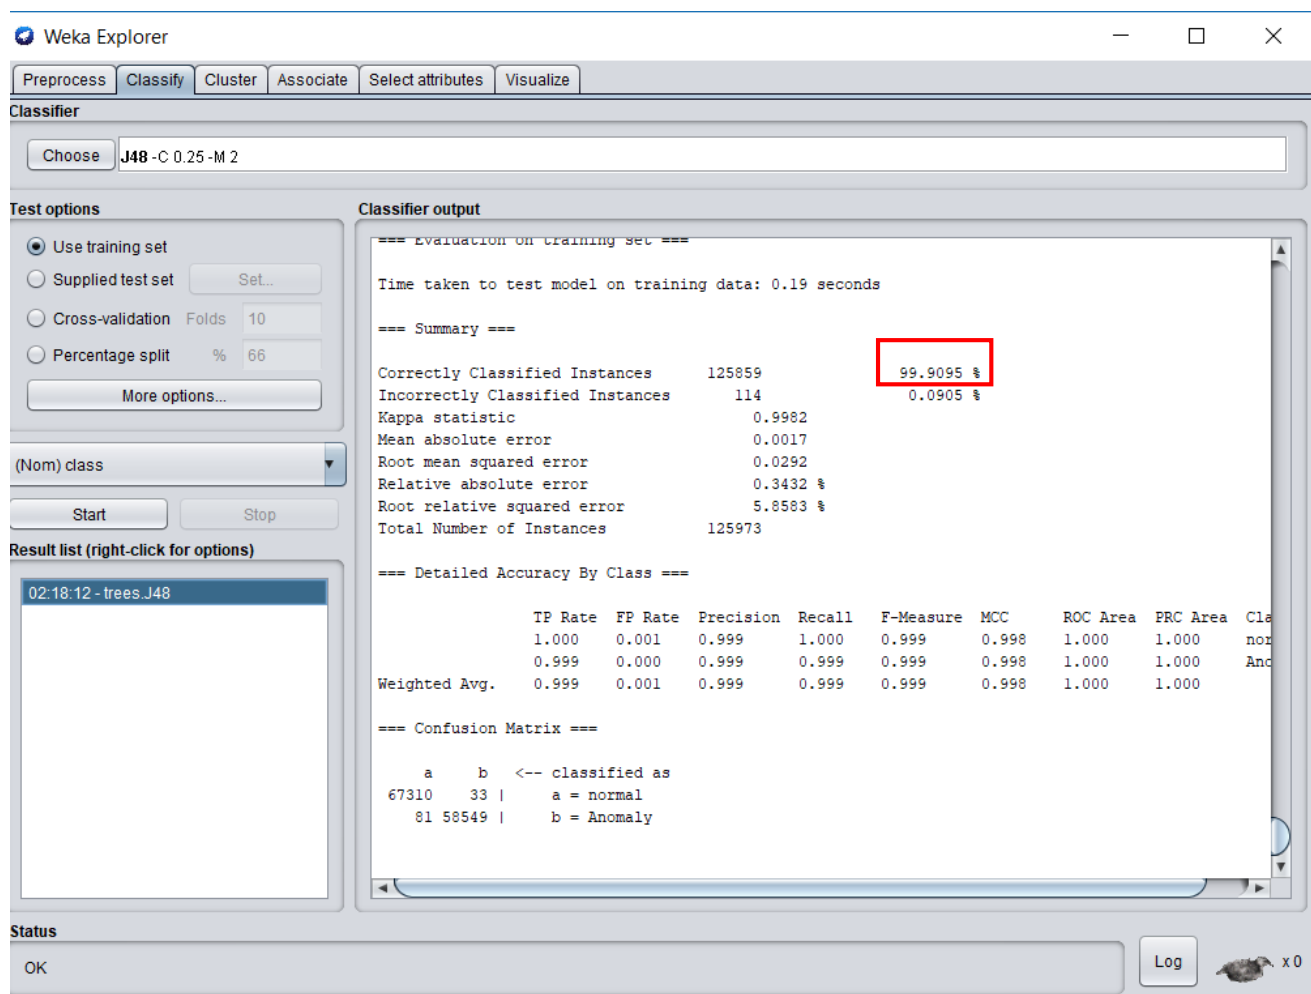 Weka Explorer
Preprocess Classify Cluster Associate Select attributes Visualize
Classifier
Choose J48 -C 0.25 -M 2
Test options
Use training set
Supplied test set Set...
Cross-validation Folds 10
Percentage split % 66
More options...
(Nom) class
Start Stop
Result list (right-click for options)
02:18:12 - trees.J48
Classifier output
=== Evaluation on training set ===
Time taken to test model on training data: 0.19 seconds
=== Summary ===
Correctly Classified Instances 125859 99.9095 %
Incorrectly Classified Instances 114 0.0905 %
Kappa statistic 0.9982
Mean absolute error 0.0017
Root mean squared error 0.0292
Relative absolute error 0.3432 %
Root relative squared error 5.8583 %
Total Number of Instances 125973
=== Detailed Accuracy By Class ===
TP Rate FP Rate Precision Recall F-Measure MCC ROC Area PRC Area Cla
1.000 0.001 0.999 1.000 0.999 0.998 1.000 1.000 nor
0.999 0.000 0.999 0.999 0.999 0.998 1.000 1.000 Ano
Weighted Avg. 0.999 0.001 0.999 0.999 0.999 0.998 1.000 1.000
=== Confusion Matrix ===
a b <-- classified as
67310 33 | a = normal
81 58549 | b = Anomaly
Status
OK
Log x 0